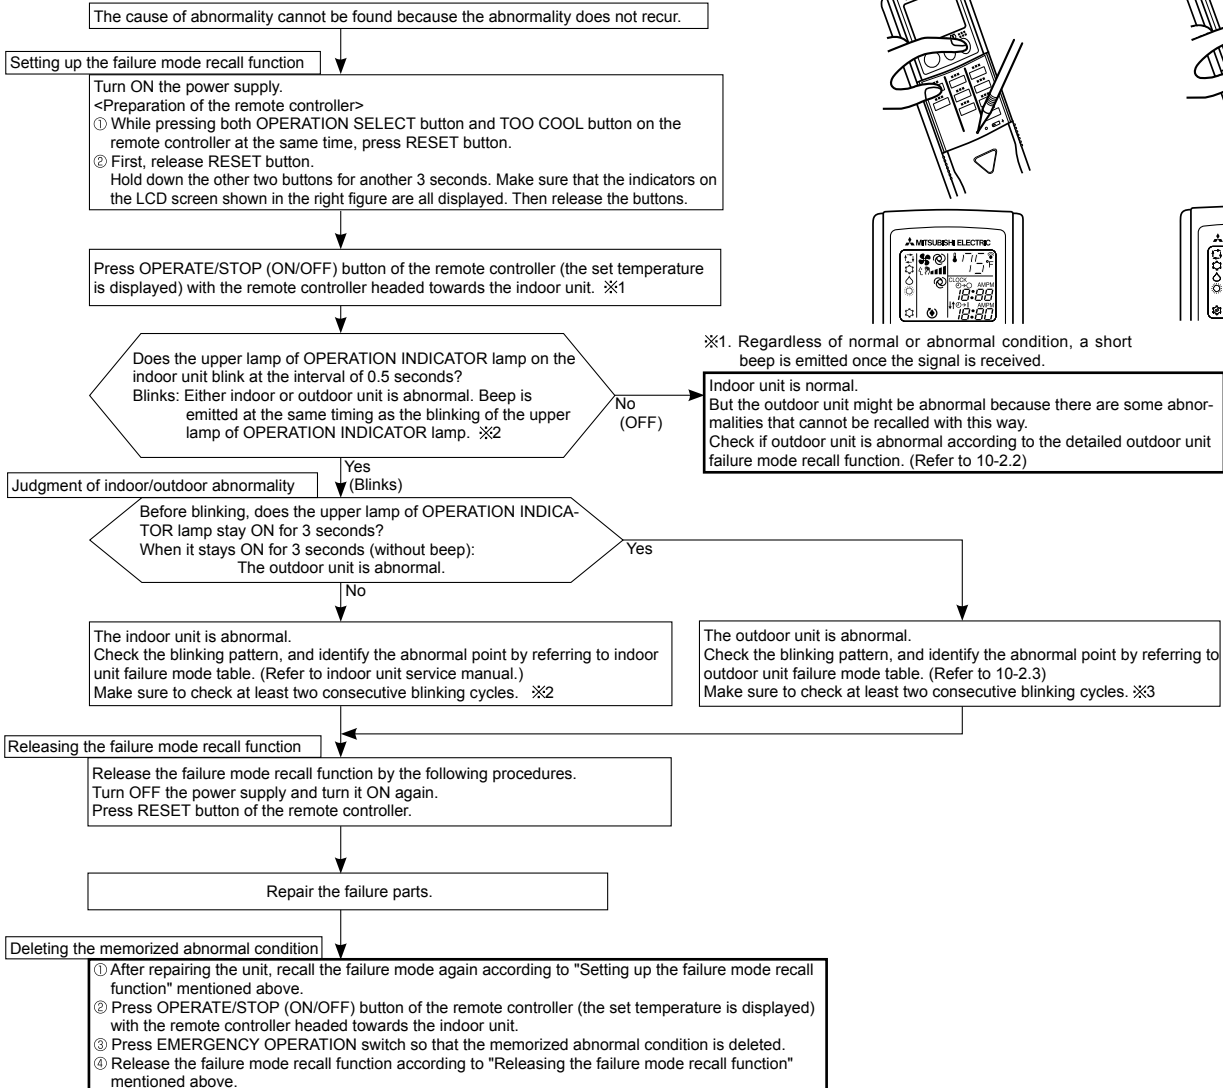 The cause of abnormality cannot be found because the abnormality does not recur.
Setting up the failure mode recall function
Turn ON the power supply.
<Preparation of the remote controller>
① While pressing both OPERATION SELECT button and TOO COOL button on the
remote controller at the same time, press RESET button.
② First, release RESET button.
Hold down the other two buttons for another 3 seconds. Make sure that the indicators on
the LCD screen shown in the right figure are all displayed. Then release the buttons.
MITSUBISHI ELECTRIC
°F
CLOCK
AMPM
18:88
AMPM
18:80
Press OPERATE/STOP (ON/OFF) button of the remote controller (the set temperature
is displayed) with the remote controller headed towards the indoor unit. ※1
※1. Regardless of normal or abnormal condition, a short
beep is emitted once the signal is received.
Does the upper lamp of OPERATION INDICATOR lamp on the
indoor unit blink at the interval of 0.5 seconds?
Blinks: Either indoor or outdoor unit is abnormal. Beep is
emitted at the same timing as the blinking of the upper
lamp of OPERATION INDICATOR lamp. ※2
No
(OFF)
Indoor unit is normal.
But the outdoor unit might be abnormal because there are some abnor-
malities that cannot be recalled with this way.
Check if outdoor unit is abnormal according to the detailed outdoor unit
failure mode recall function. (Refer to 10-2.2)
Yes
(Blinks)
Judgment of indoor/outdoor abnormality
Before blinking, does the upper lamp of OPERATION INDICA-
TOR lamp stay ON for 3 seconds?
When it stays ON for 3 seconds (without beep):
The outdoor unit is abnormal.
Yes
No
The indoor unit is abnormal.
Check the blinking pattern, and identify the abnormal point by referring to indoor
unit failure mode table. (Refer to indoor unit service manual.)
Make sure to check at least two consecutive blinking cycles. ※2
The outdoor unit is abnormal.
Check the blinking pattern, and identify the abnormal point by referring to
outdoor unit failure mode table. (Refer to 10-2.3)
Make sure to check at least two consecutive blinking cycles. ※3
Releasing the failure mode recall function
Release the failure mode recall function by the following procedures.
Turn OFF the power supply and turn it ON again.
Press RESET button of the remote controller.
Repair the failure parts.
Deleting the memorized abnormal condition
① After repairing the unit, recall the failure mode again according to "Setting up the failure mode recall
function" mentioned above.
② Press OPERATE/STOP (ON/OFF) button of the remote controller (the set temperature is displayed)
with the remote controller headed towards the indoor unit.
③ Press EMERGENCY OPERATION switch so that the memorized abnormal condition is deleted.
④ Release the failure mode recall function according to "Releasing the failure mode recall function"
mentioned above.